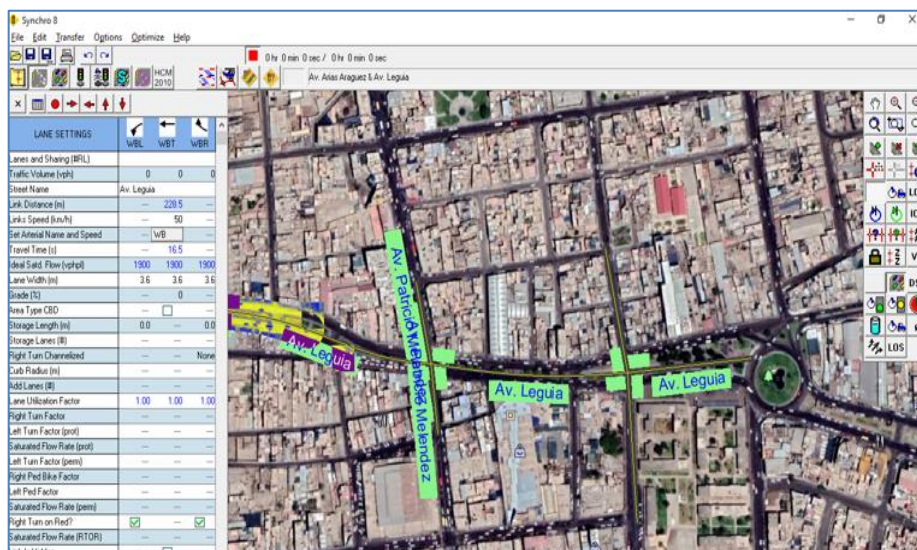 Synchro 8
File Edit Transfer Options Optimize Help
0 hr 0 min 0 sec / 0 hr 0 min 0 sec
HCM 2010
Av. Arias Araguez & Av. Leguia
LANE SETTINGS WBL WBT WBR
Lanes and Sharing (#RL)
Traffic Volume (vph) 0 0 0
Street Name Av. Leguia
Link Distance (m) — 228.5 —
Links Speed (km/h) — 50 —
Set Arterial Name and Speed — WB —
Travel Time (s) — 16.5 —
Ideal Satd. Flow (vphpl) 1900 1900 1900
Lane Width (m) 3.6 3.6 3.6
Grade (%) — 0 —
Area Type CBD — —
Storage Length (m) 0.0 — 0.0
Storage Lanes (#) — — —
Right Turn Channelized — — None
Curb Radius (m) — — —
Add Lanes (#) — — —
Lane Utilization Factor 1.00 1.00 1.00
Right Turn Factor — — —
Left Turn Factor (prot) — — —
Saturated Flow Rate (prot) — — —
Left Turn Factor (perm) — — —
Right Ped Bike Factor — — —
Left Ped Factor — — —
Saturated Flow Rate (perm) — — —
Right Turn on Red? —
Saturated Flow Rate (RTOR) — — —
Av. Leguia
Av. Patricio Melendez
Av. Leguia
Av. Leguia
LOS